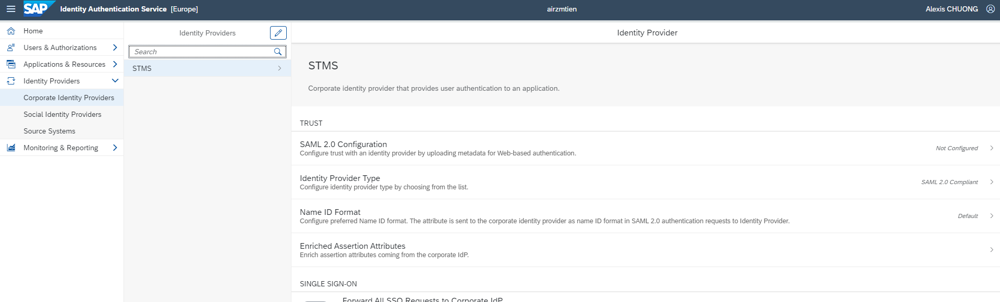 SAP Identity Authentication Service [Europe]
airzmtien
Alexis CHUONG
Home
Users & Authorizations
Applications & Resources
Identity Providers
Corporate Identity Providers
Social Identity Providers
Source Systems
Monitoring & Reporting
Identity Providers
Search
STMS
Identity Provider
STMS
Corporate identity provider that provides user authentication to an application.
TRUST
SAML 2.0 Configuration
Configure trust with an identity provider by uploading metadata for Web-based authentication.
Not Configured
Identity Provider Type
Configure identity provider type by choosing from the list.
SAML 2.0 Compliant
Name ID Format
Configure preferred Name ID format. The attribute is sent to the corporate identity provider as name ID format in SAML 2.0 authentication requests to Identity Provider.
Default
Enriched Assertion Attributes
Enrich assertion attributes coming from the corporate IdP.
SINGLE SIGN-ON
Forward All SSO Requests to Corporate IdP